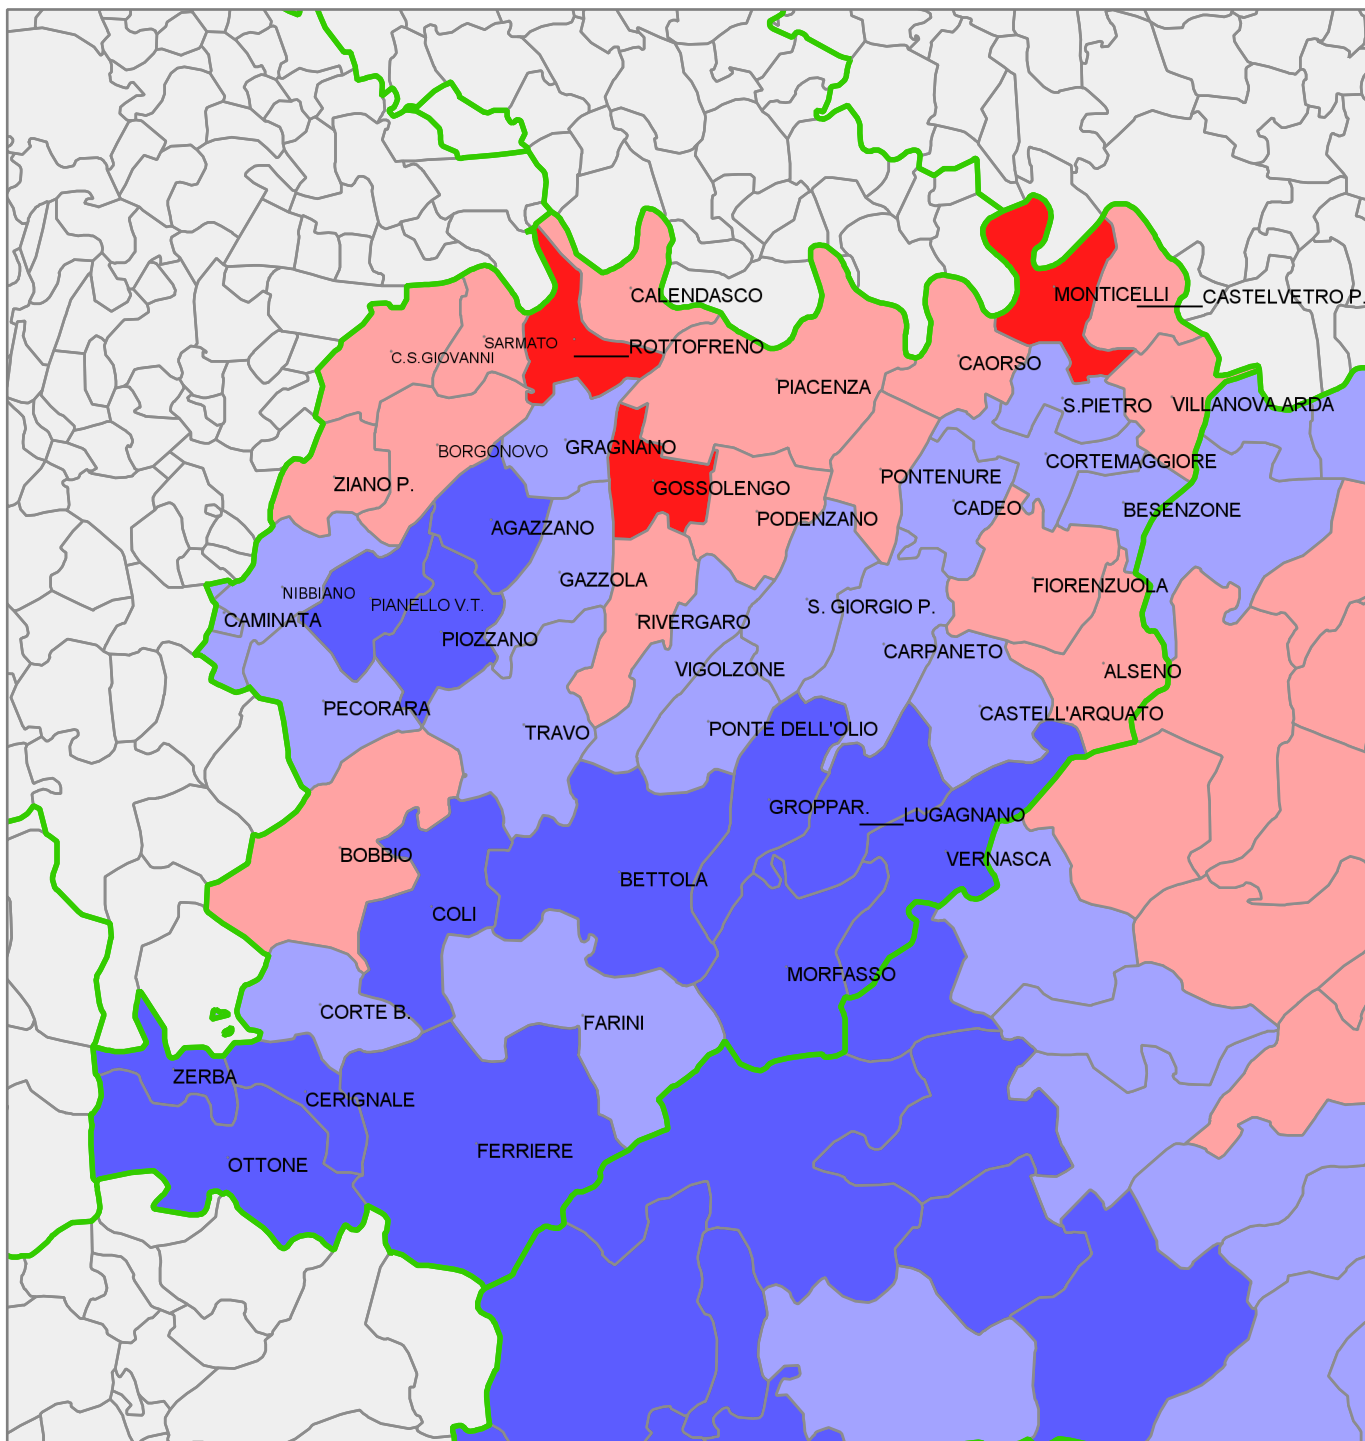 CALENDASCO
MONTICELLI
CASTELVETRO P.
SARMATO
ROTTOFRENO
C.S.GIOVANNI
CAORSO
PIACENZA
S.PIETRO
VILLANOVA ARDA
BORGONOVO
GRAGNANO
CORTEMAGGIORE
ZIANO P.
GOSSOLENGO
PONTENURE
CADEO
BESENZONE
AGAZZANO
PODENZANO
NIBBIANO
GAZZOLA
FIORENZUOLA
PIANELLO V.T.
S. GIORGIO P.
CAMINATA
RIVERGARO
PIOZZANO
CARPANETO
VIGOLZONE
ALSENO
PECORARA
CASTELL'ARQUATO
TRAVO
PONTE DELL'OLIO
GROPPAR.
LUGAGNANO
BOBBIO
VERNASCA
BETTOLA
COLI
MORFASSO
CORTE B.
FARINI
ZERBA
CERIGNALE
FERRIERE
OTTONE